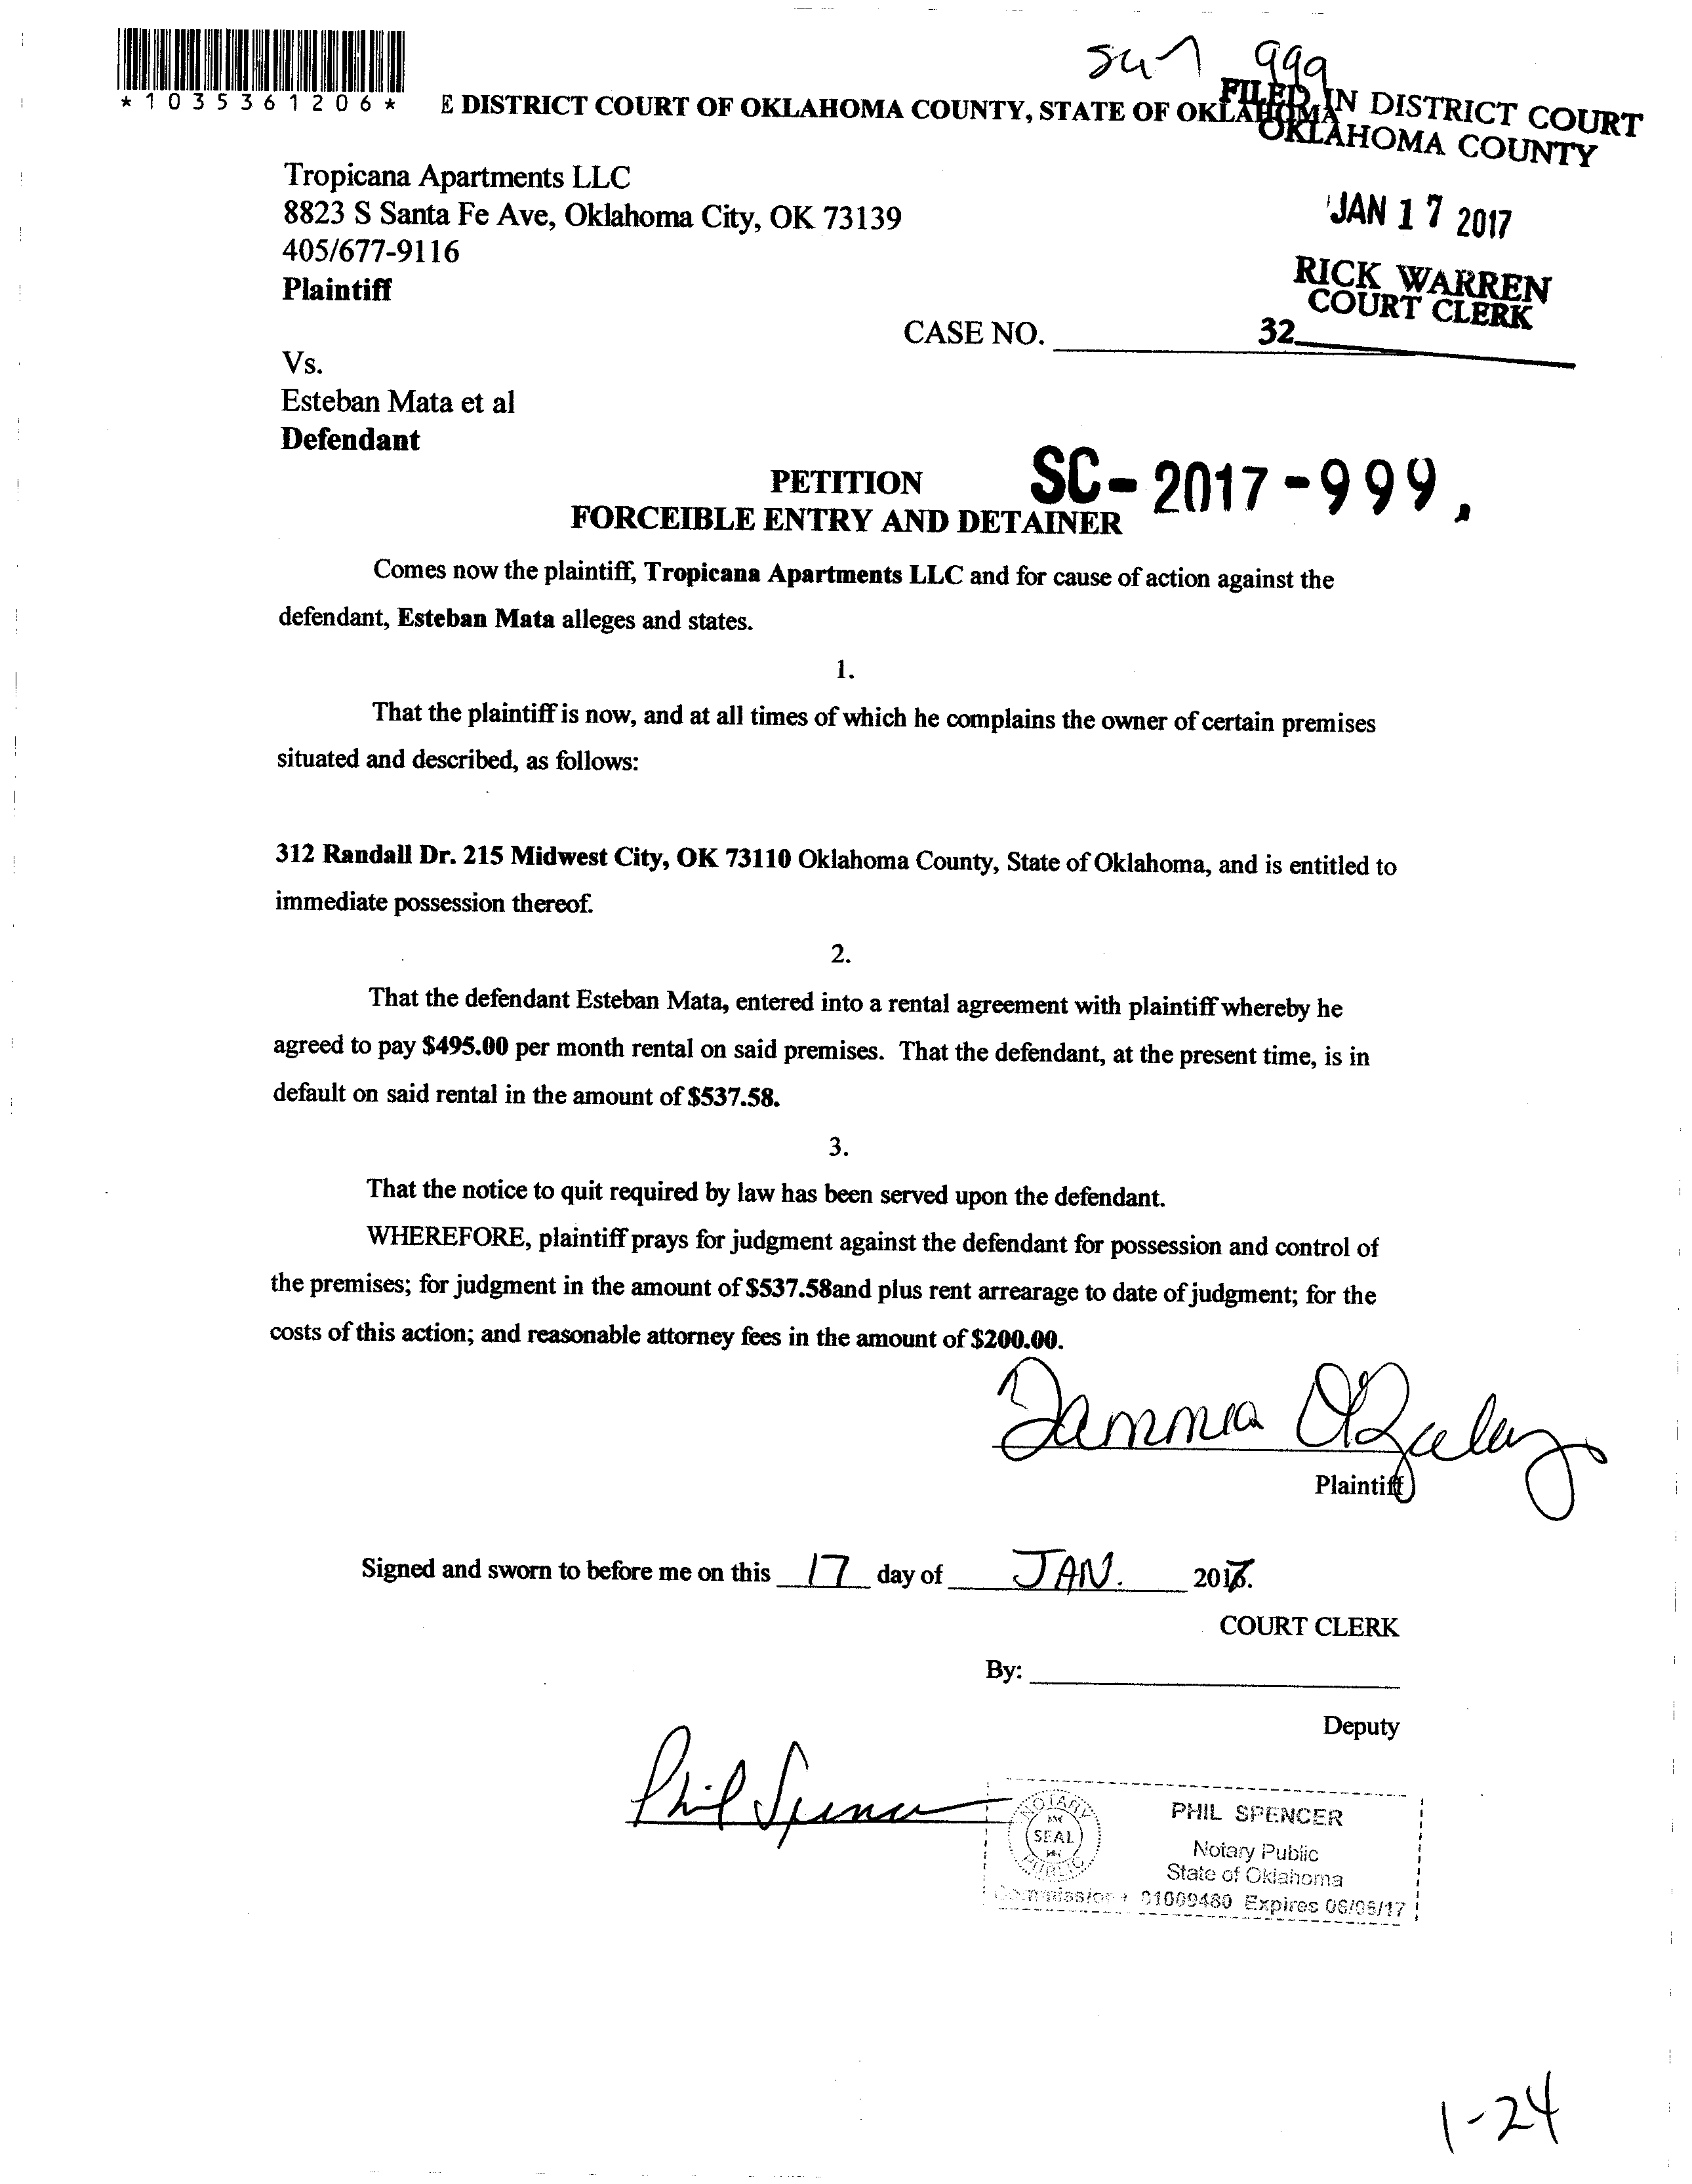 999
*1035361206*
E DISTRICT COURT OF OKLAHOMA COUNTY, STATE OF OKLAHOMA
FILED IN DISTRICT COURT
OKLAHOMA COUNTY
Tropicana Apartments LLC
8823 S Santa Fe Ave, Oklahoma City, OK 73139
JAN 17 2017
405/677-9116
Plaintiff
RICK WARREN
COURT CLERK
CASE NO.
32
Vs.
Esteban Mata et al
Defendant
PETITION
SC-2017-999
FORCEIBLE ENTRY AND DETAINER
Comes now the plaintiff, Tropicana Apartments LLC and for cause of action against the
defendant, Esteban Mata alleges and states.
1.
That the plaintiff is now, and at all times of which he complains the owner of certain premises
situated and described, as follows:
312 Randall Dr. 215 Midwest City, OK 73110 Oklahoma County, State of Oklahoma, and is entitled to
immediate possession thereof.
2.
That the defendant Esteban Mata, entered into a rental agreement with plaintiff whereby he
agreed to pay $495.00 per month rental on said premises. That the defendant, at the present time, is in
default on said rental in the amount of $537.58.
3.
That the notice to quit required by law has been served upon the defendant.
WHEREFORE, plaintiff prays for judgment against the defendant for possession and control of
the premises; for judgment in the amount of $537.58and plus rent arrearage to date of judgment; for the
costs of this action; and reasonable attorney fees in the amount of $200.00.
Plaintiff
Signed and sworn to before me on this 17 day of JAN. 2017.
COURT CLERK
By:
Deputy
Phil Spencer
NOTARY
SEAL
PUBLIC
PHIL SPENCER
Notary Public
State of Oklahoma
Commission # 01009480 Expires 06/06/17
1-24